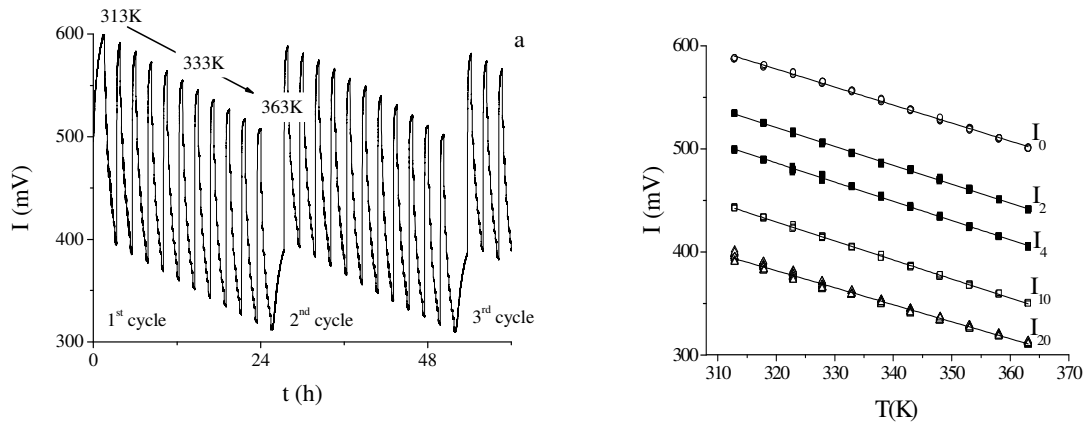 313K
a
333K
363K
600
500
400
300
I (mV)
1st cycle
2nd cycle
3rd cycle
0
24
48
t (h)
600
500
400
300
I (mV)
I0
I2
I4
I10
I20
310
320
330
340
350
360
370
T(K)